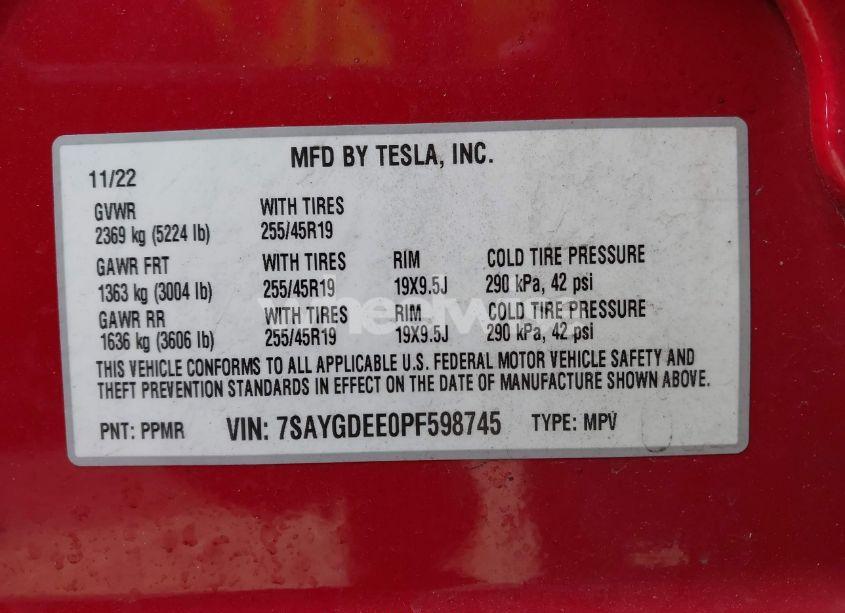 MFD BY TESLA, INC.
11/22
GVWR WITH TIRES
2369 kg (5224 lb) 255/45R19
GAWR FRT WITH TIRES RIM COLD TIRE PRESSURE
1363 kg (3004 lb) 255/45R19 19X9.5J 290 kPa, 42 psi
GAWR RR WITH TIRES RIM COLD TIRE PRESSURE
1636 kg (3606 lb) 255/45R19 19X9.5J 290 kPa, 42 psi
THIS VEHICLE CONFORMS TO ALL APPLICABLE U.S. FEDERAL MOTOR VEHICLE SAFETY AND
THEFT PREVENTION STANDARDS IN EFFECT ON THE DATE OF MANUFACTURE SHOWN ABOVE.
PNT: PPMR VIN: 7SAYGDEE0PF598745 TYPE: MPV